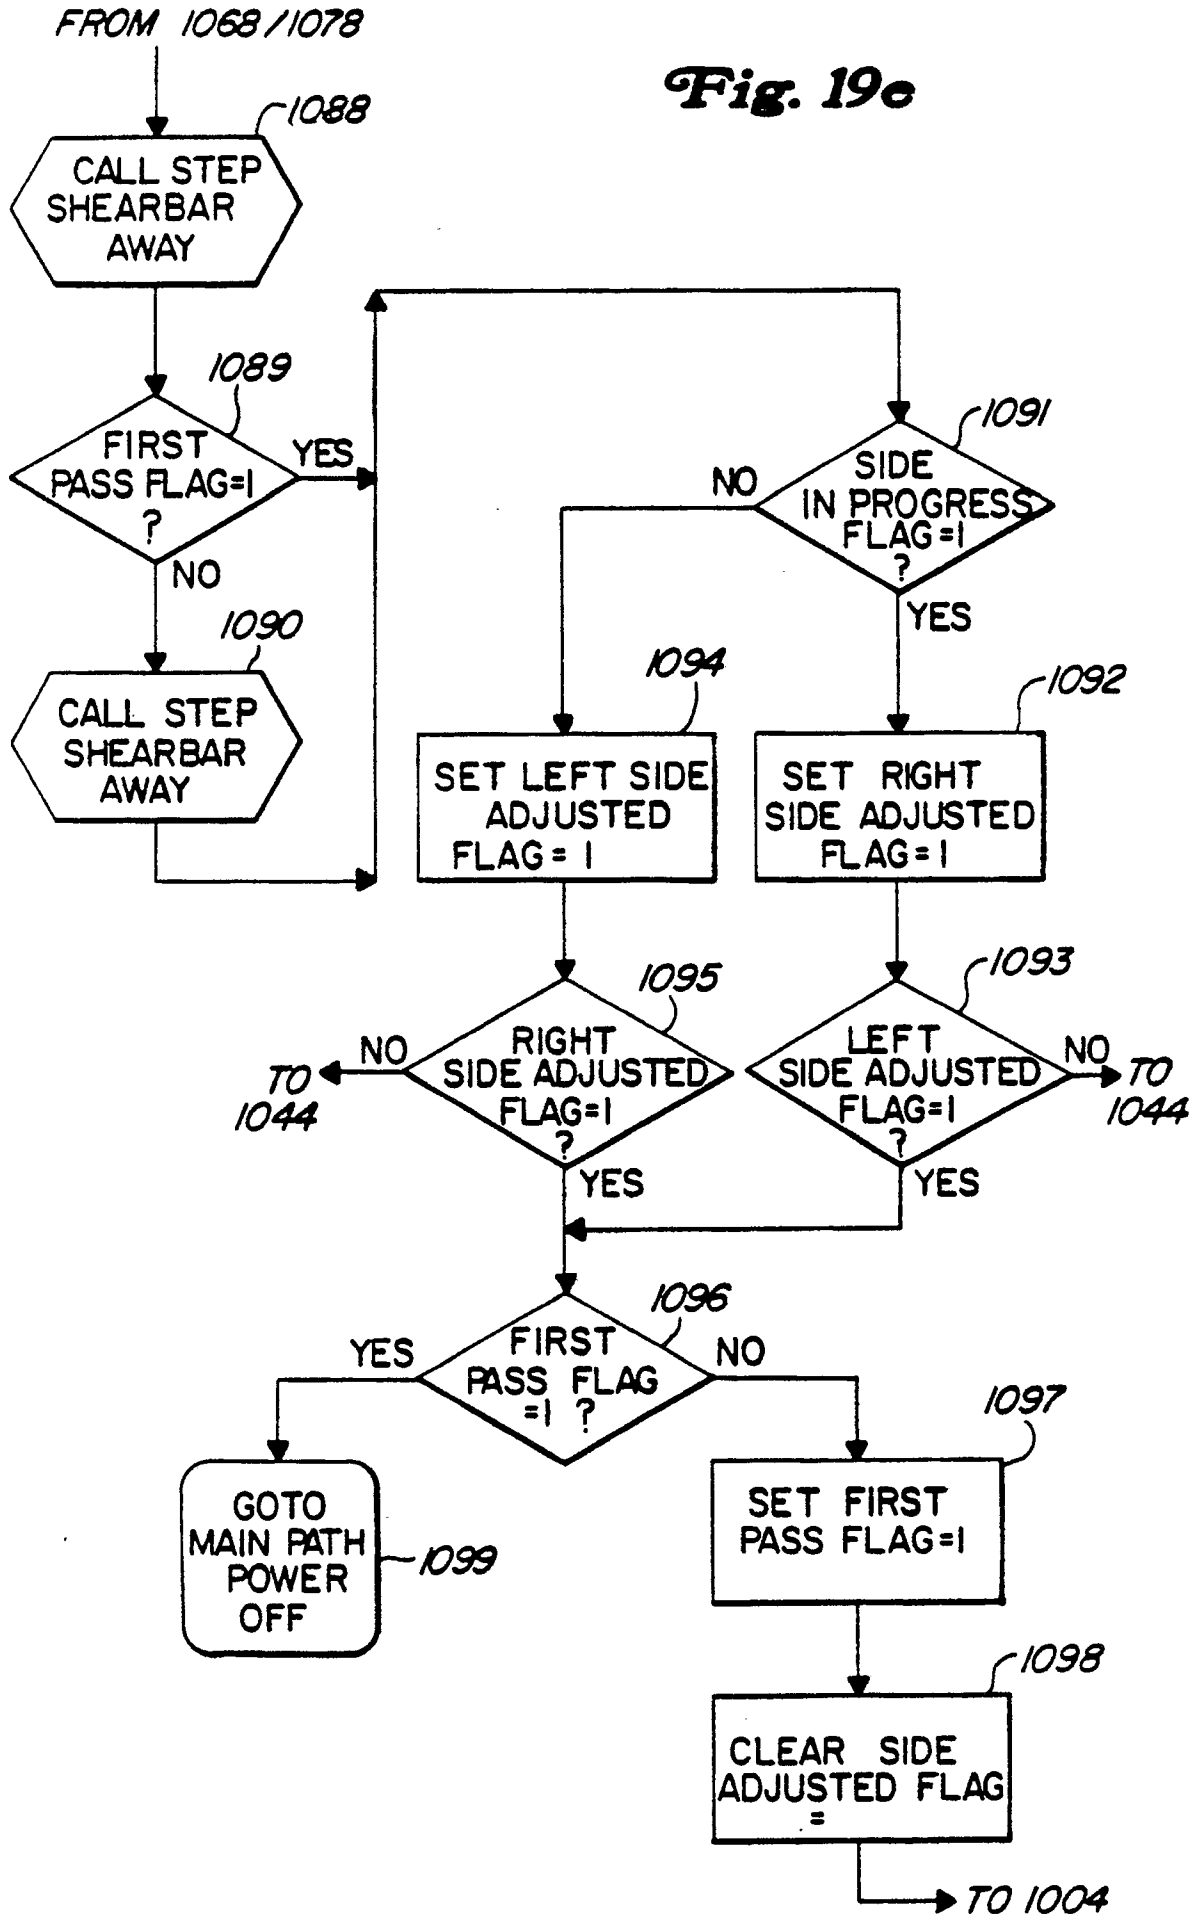 FROM 1068/1078
Fig. 19e
1088
CALL STEP
SHEARBAR
AWAY
1089
FIRST
PASS FLAG=1
?
YES
NO
1090
CALL STEP
SHEARBAR
AWAY
1091
SIDE
IN PROGRESS
FLAG=1
?
NO
YES
1094
SET LEFT SIDE
ADJUSTED
FLAG= 1
1092
SET RIGHT
SIDE ADJUSTED
FLAG=1
1095
RIGHT
SIDE ADJUSTED
FLAG=1
?
NO
TO
1044
YES
1093
LEFT
SIDE ADJUSTED
FLAG=1
?
NO
TO
1044
YES
1096
FIRST
PASS FLAG
=1 ?
YES
NO
1099
GOTO
MAIN PATH
POWER
OFF
1097
SET FIRST
PASS FLAG=1
1098
CLEAR SIDE
ADJUSTED FLAG
=
TO 1004